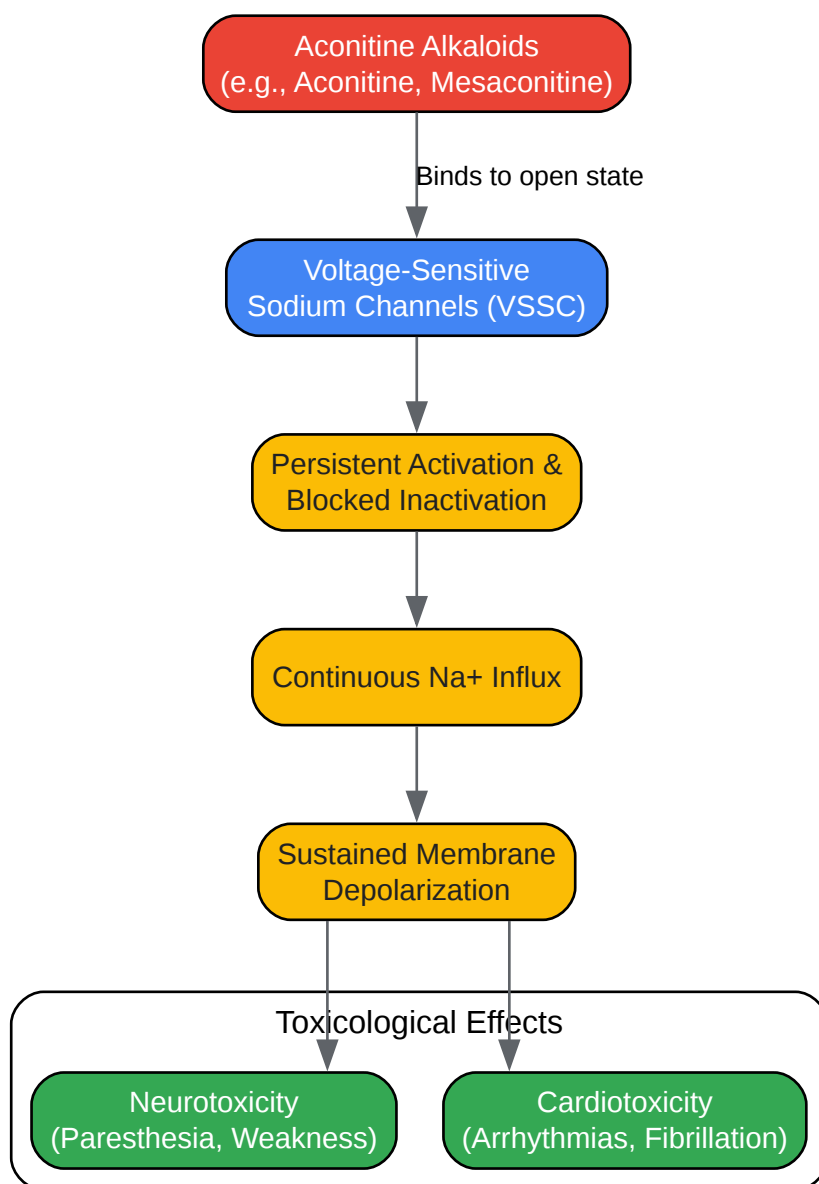 Aconitine Alkaloids
(e.g., Aconitine, Mesaconitine)
Binds to open state
Voltage-Sensitive
Sodium Channels (VSSC)
Persistent Activation &
Blocked Inactivation
Continuous Na+ Influx
Sustained Membrane
Depolarization
Toxicological Effects
Neurotoxicity
(Paresthesia, Weakness)
Cardiotoxicity
(Arrhythmias, Fibrillation)